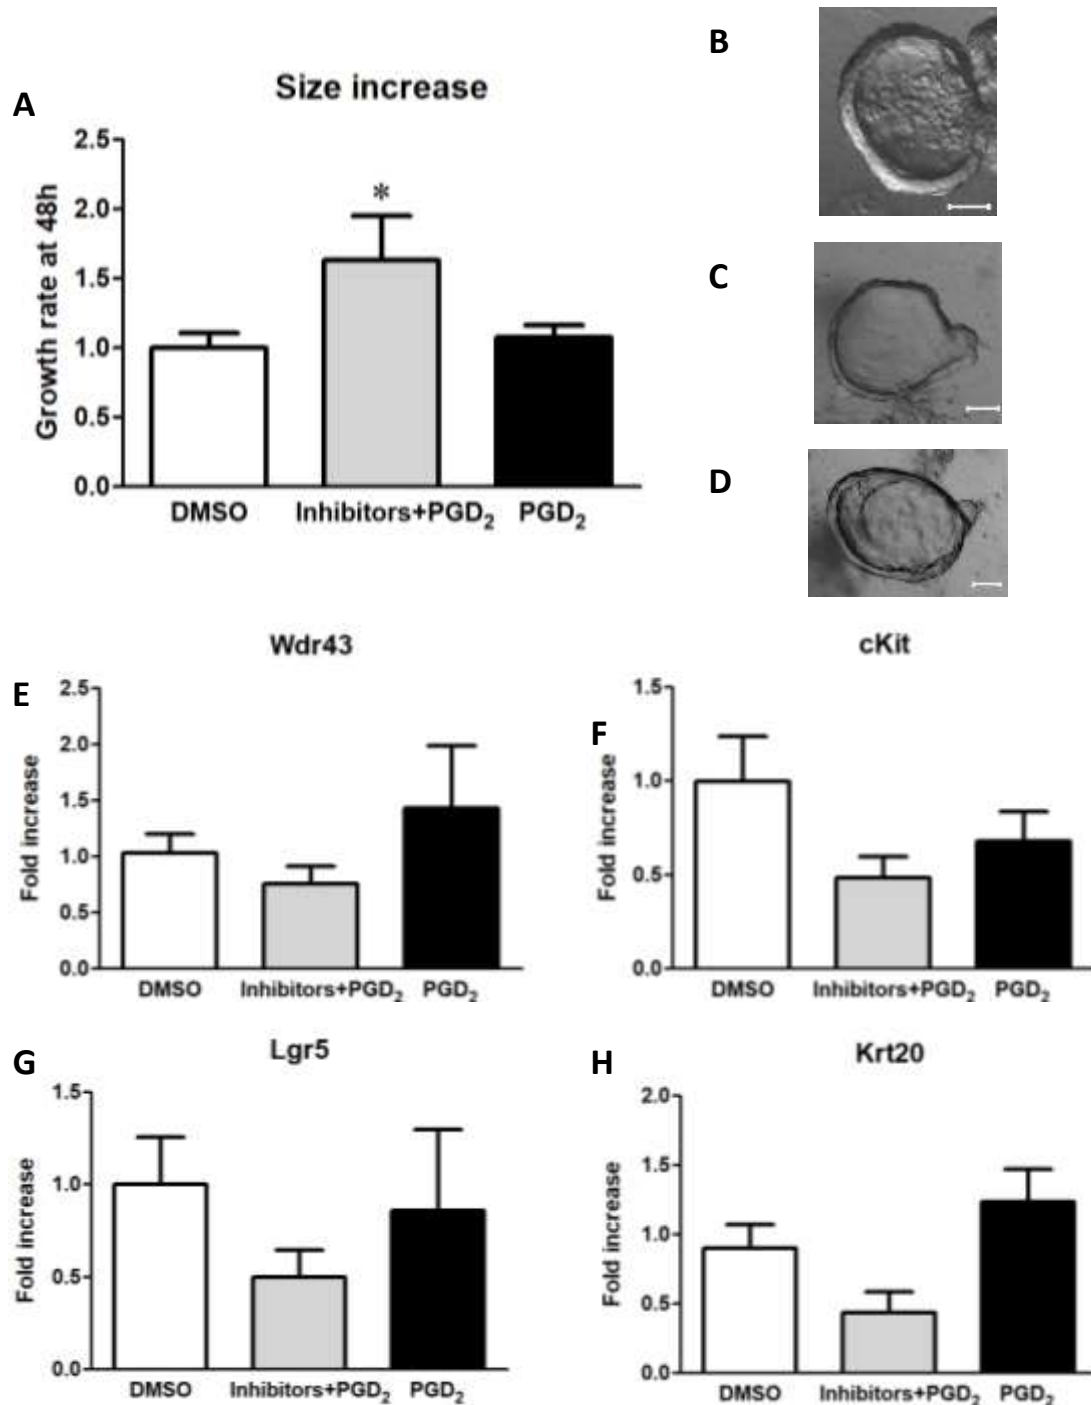 A
Size increase
Growth rate at 48h
2.5
2.0
1.5
1.0
0.5
0.0
*
DMSO Inhibitors+PGD₂ PGD₂
B
C
D
E
Wdr43
Fold increase
2.5
2.0
1.5
1.0
0.5
0.0
DMSO Inhibitors+PGD₂ PGD₂
F
cKit
Fold increase
1.5
1.0
0.5
0.0
DMSO Inhibitors+PGD₂ PGD₂
G
Lgr5
Fold increase
1.5
1.0
0.5
0.0
DMSO Inhibitors+PGD₂ PGD₂
H
Krt20
Fold increase
2.0
1.5
1.0
0.5
0.0
DMSO Inhibitors+PGD₂ PGD₂